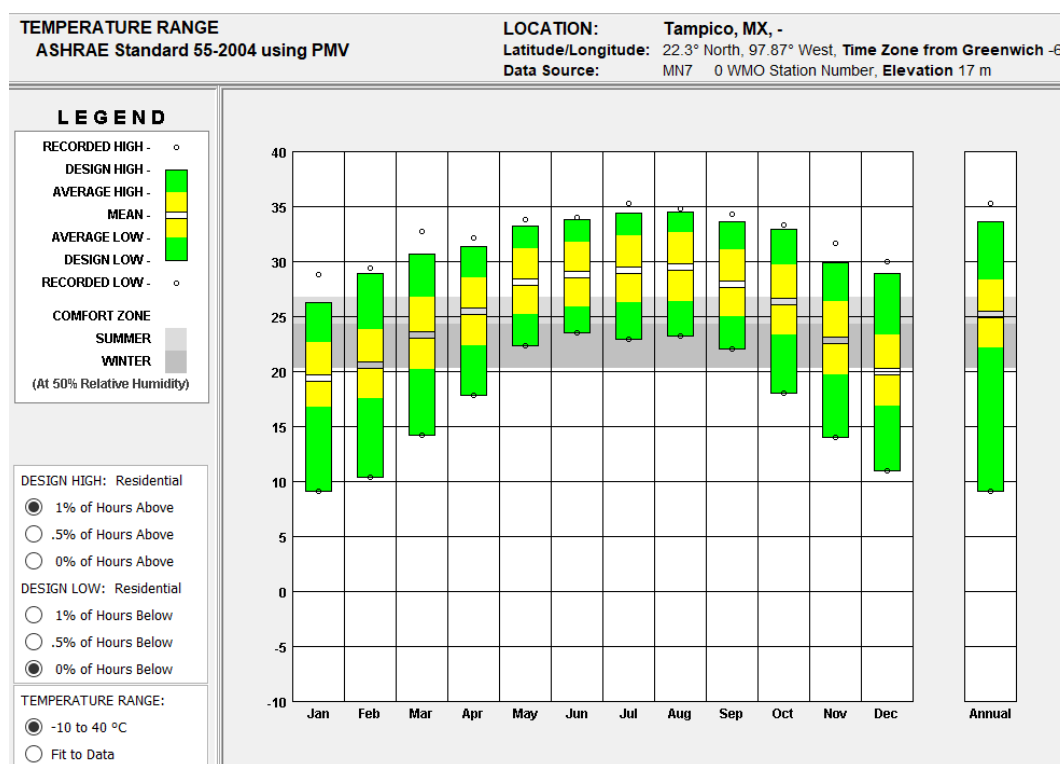 TEMPERATURE RANGE
ASHRAE Standard 55-2004 using PMV
LOCATION: Tampico, MX, -
Latitude/Longitude: 22.3° North, 97.87° West, Time Zone from Greenwich -6
Data Source: MN7 0 WMO Station Number, Elevation 17 m
LEGEND
RECORDED HIGH -
DESIGN HIGH -
AVERAGE HIGH -
MEAN -
AVERAGE LOW -
DESIGN LOW -
RECORDED LOW -
COMFORT ZONE
SUMMER
WINTER
(At 50% Relative Humidity)
DESIGN HIGH: Residential
1% of Hours Above
.5% of Hours Above
0% of Hours Above
DESIGN LOW: Residential
1% of Hours Below
.5% of Hours Below
0% of Hours Below
TEMPERATURE RANGE:
-10 to 40 ºC
Fit to Data
40
35
30
25
20
15
10
5
0
-5
-10
Jan Feb Mar Apr May Jun Jul Aug Sep Oct Nov Dec Annual